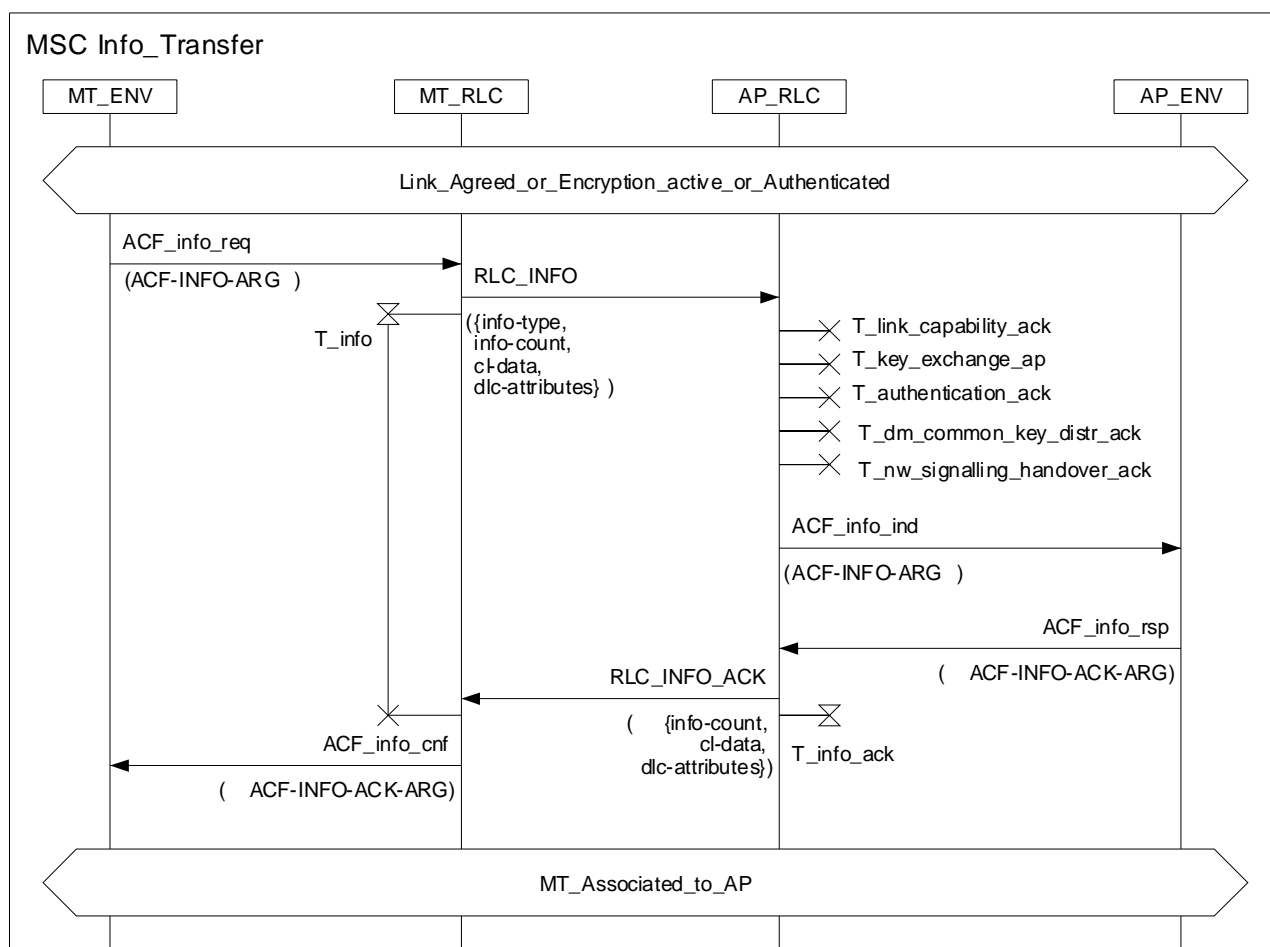 MSC Info_Transfer
MT_ENV
MT_RLC
AP_RLC
AP_ENV
Link_Agreed_or_Encryption_active_or_Authenticated
ACF_info_req
(ACF-INFO-ARG )
RLC_INFO
({info-type,
info-count,
cl-data,
dlc-attributes} )
T_info
T_link_capability_ack
T_key_exchange_ap
T_authentication_ack
T_dm_common_key_distr_ack
T_nw_signalling_handover_ack
ACF_info_ind
(ACF-INFO-ARG )
ACF_info_rsp
( ACF-INFO-ACK-ARG)
RLC_INFO_ACK
( {info-count,
cl-data,
dlc-attributes})
T_info_ack
ACF_info_cnf
( ACF-INFO-ACK-ARG)
MT_Associated_to_AP